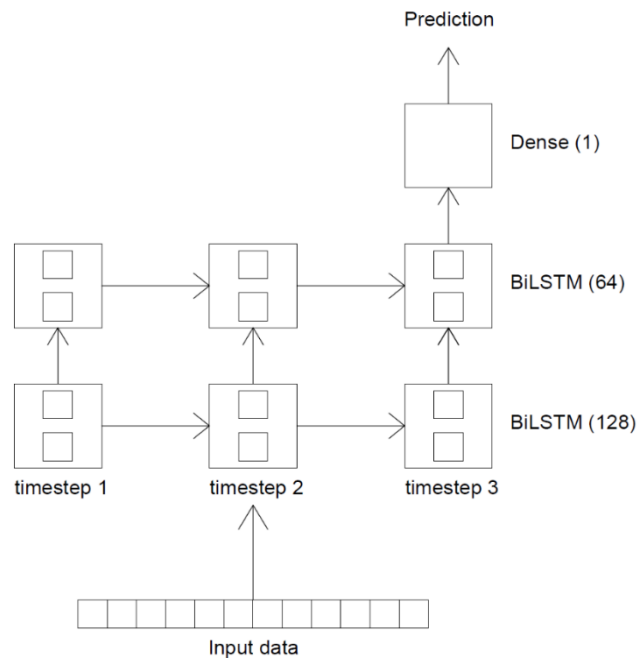 Prediction
Dense (1)
BiLSTM (64)
BiLSTM (128)
timestep 1
timestep 2
timestep 3
Input data